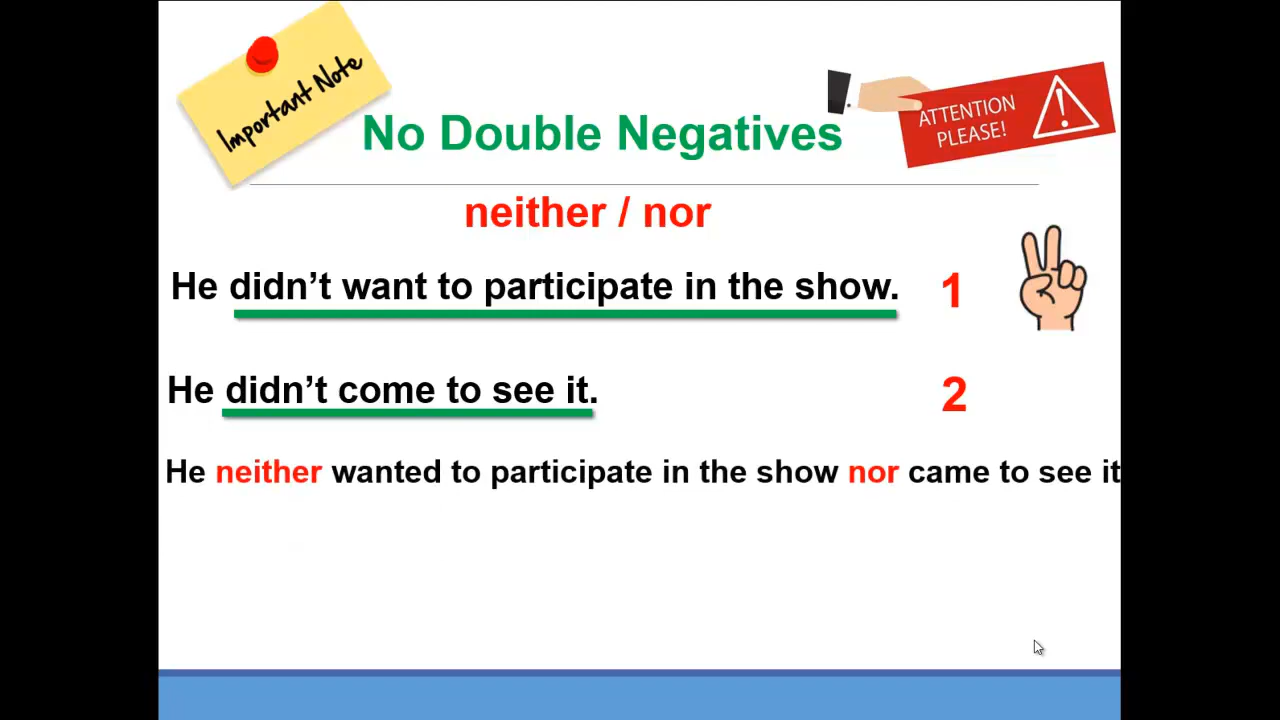 Important Note
ATTENTION
PLEASE!
No Double Negatives
neither / nor
He didn’t want to participate in the show. 1
He didn’t come to see it. 2
He neither wanted to participate in the show nor came to see it